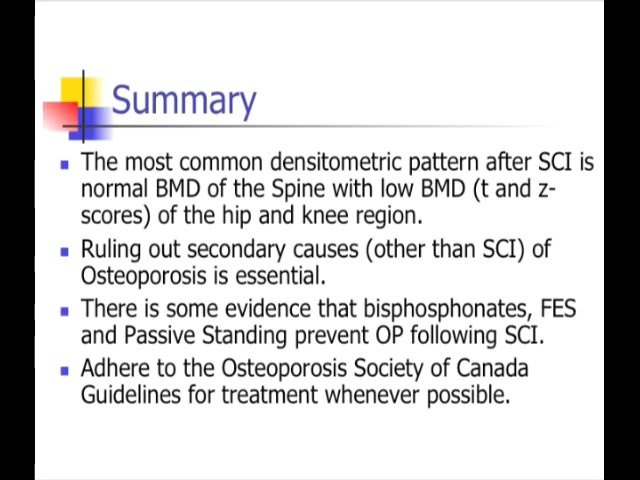 Summary
The most common densitometric pattern after SCI is
normal BMD of the Spine with low BMD (t and z-
scores) of the hip and knee region.
Ruling out secondary causes (other than SCI) of
Osteoporosis is essential.
There is some evidence that bisphosphonates, FES
and Passive Standing prevent OP following SCI.
Adhere to the Osteoporosis Society of Canada
Guidelines for treatment whenever possible.